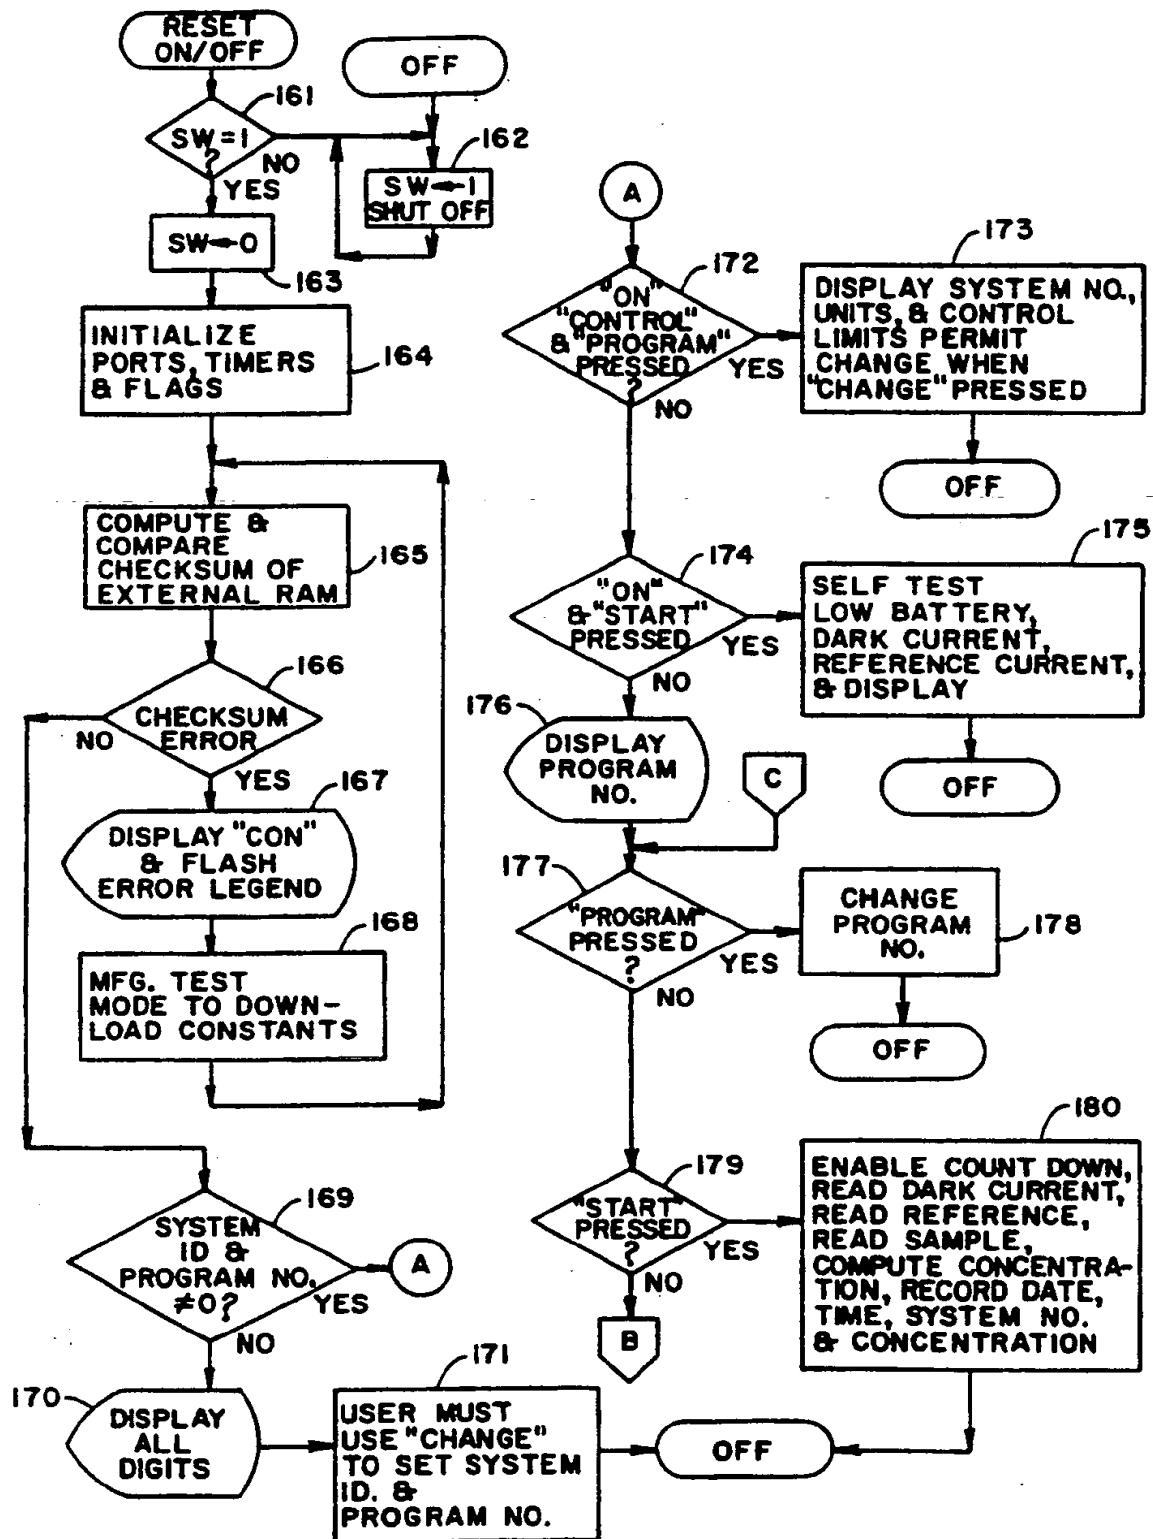 RESET
ON/OFF
OFF
161
SW=1
?
NO
YES
162
SW←1
SHUT OFF
SW←0
163
INITIALIZE
PORTS, TIMERS
& FLAGS
164
COMPUTE &
COMPARE
CHECKSUM OF
EXTERNAL RAM
165
166
CHECKSUM
ERROR
NO
YES
167
DISPLAY "CON"
& FLASH
ERROR LEGEND
168
MFG. TEST
MODE TO DOWN-
LOAD CONSTANTS
169
SYSTEM
ID &
PROGRAM NO.
≠0?
YES
A
NO
170
DISPLAY
ALL
DIGITS
171
USER MUST
USE "CHANGE"
TO SET SYSTEM
ID. &
PROGRAM NO.
OFF
A
172
"ON"
"CONTROL"
& "PROGRAM"
PRESSED
?
YES
NO
173
DISPLAY SYSTEM NO.,
UNITS, & CONTROL
LIMITS PERMIT
CHANGE WHEN
"CHANGE" PRESSED
OFF
174
"ON"
& "START"
PRESSED
YES
NO
175
SELF TEST
LOW BATTERY,
DARK CURRENT,
REFERENCE CURRENT,
& DISPLAY
OFF
176
DISPLAY
PROGRAM
NO.
C
177
"PROGRAM"
PRESSED
?
YES
NO
CHANGE
PROGRAM
NO.
178
OFF
179
"START"
PRESSED
?
YES
NO
B
180
ENABLE COUNT DOWN,
READ DARK CURRENT,
READ REFERENCE,
READ SAMPLE,
COMPUTE CONCENTRA-
TION, RECORD DATE,
TIME, SYSTEM NO.
& CONCENTRATION